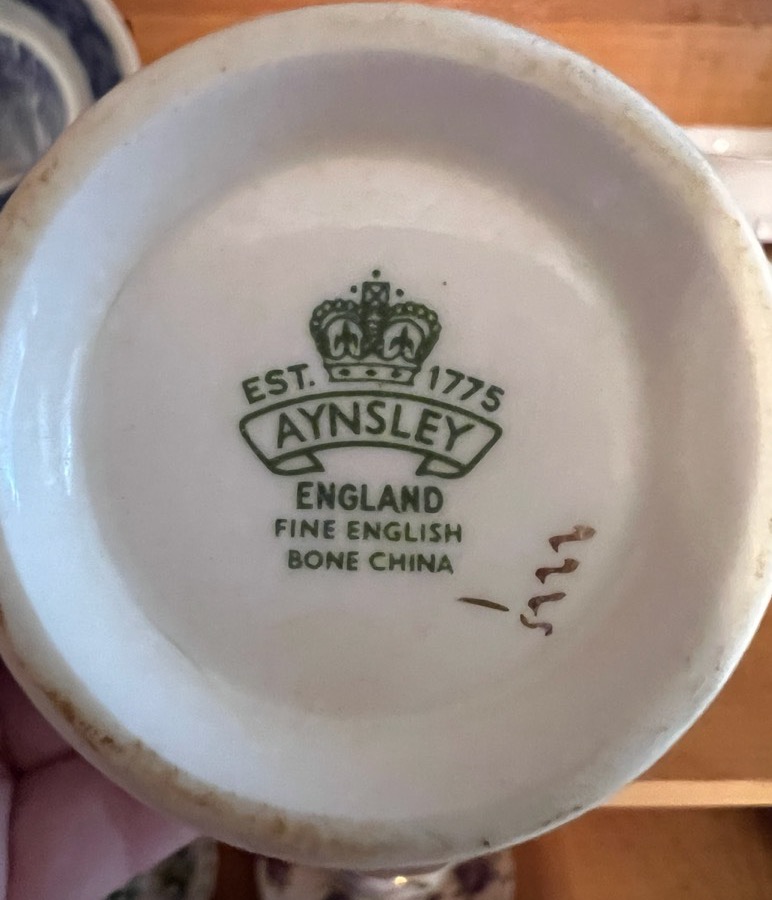 EST. 1775
AYNSLEY
ENGLAND
FINE ENGLISH
BONE CHINA